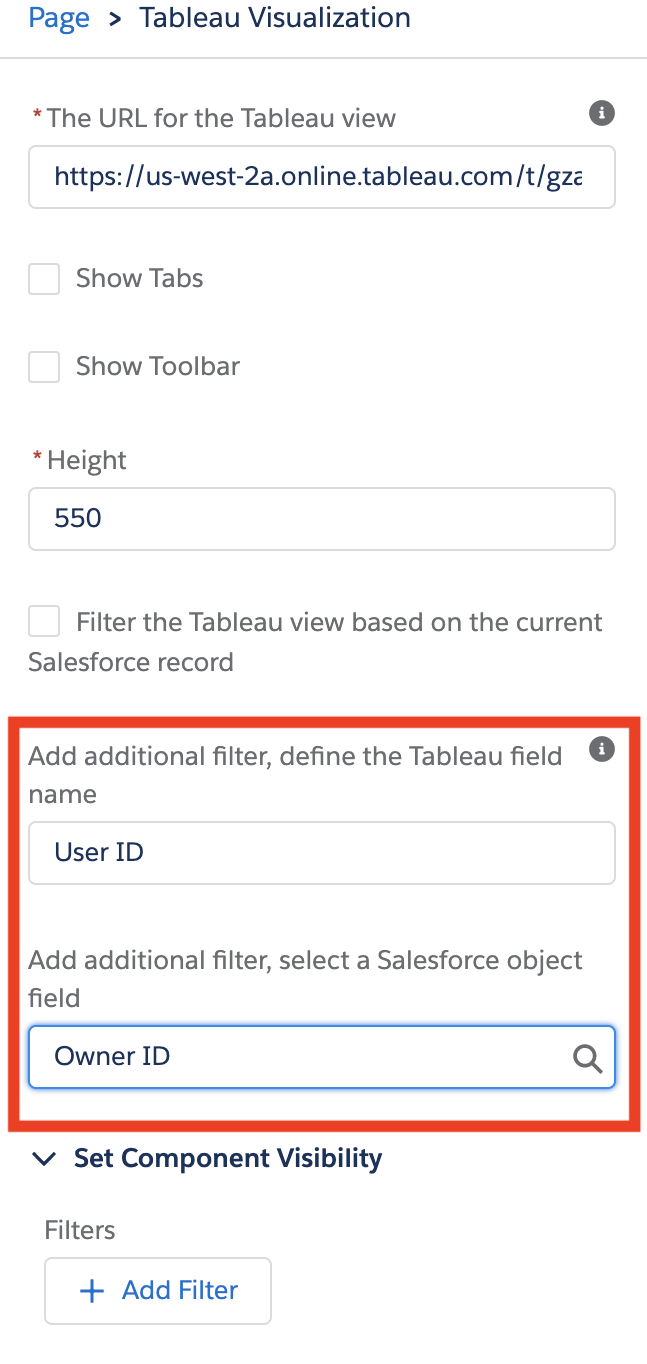 Page > Tableau Visualization
*The URL for the Tableau view
https://us-west-2a.online.tableau.com/t/gza
Show Tabs
Show Toolbar
*Height
550
Filter the Tableau view based on the current
Salesforce record
Add additional filter, define the Tableau field
name
User ID
Add additional filter, select a Salesforce object
field
Owner ID
Set Component Visibility
Filters
+ Add Filter